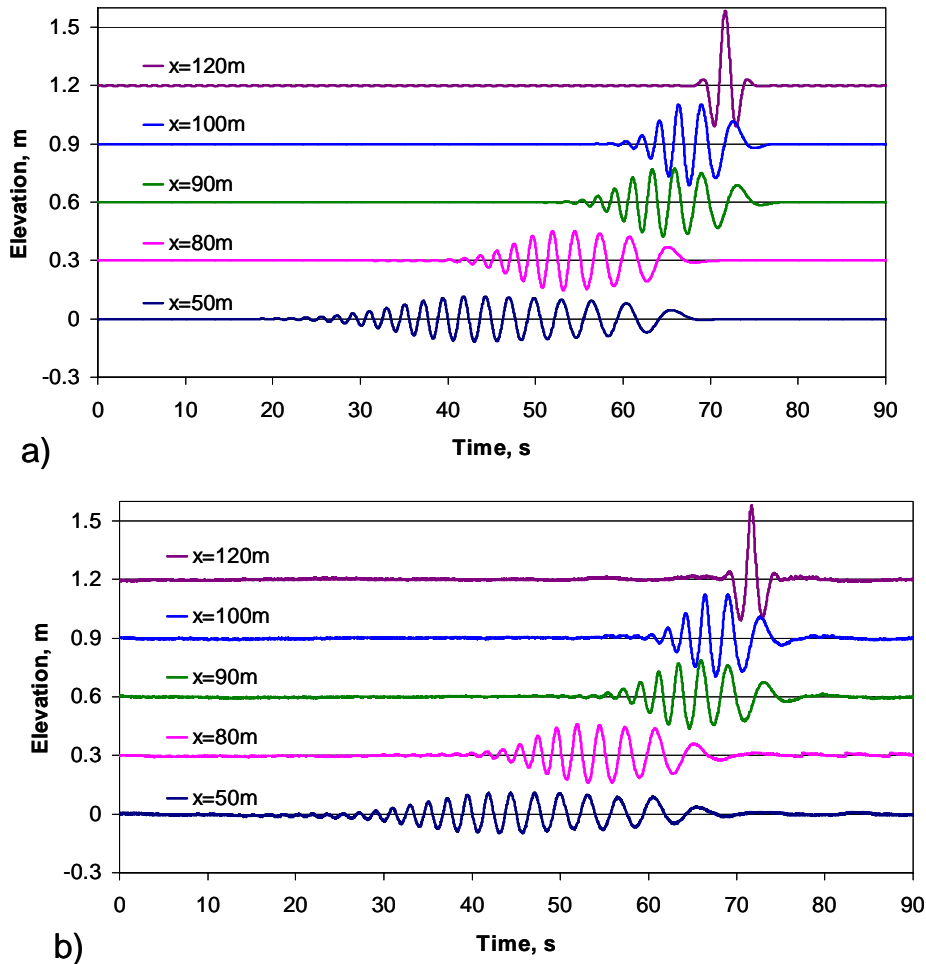 1.5
x=120m
1.2
x=100m
0.9
x=90m
0.6
x=80m
0.3
x=50m
0
-0.3
Elevation, m
0 10 20 30 40 50 60 70 80 90
Time, s
a)
1.5
x=120m
1.2
x=100m
0.9
x=90m
0.6
x=80m
0.3
x=50m
0
-0.3
Elevation, m
0 10 20 30 40 50 60 70 80 90
Time, s
b)